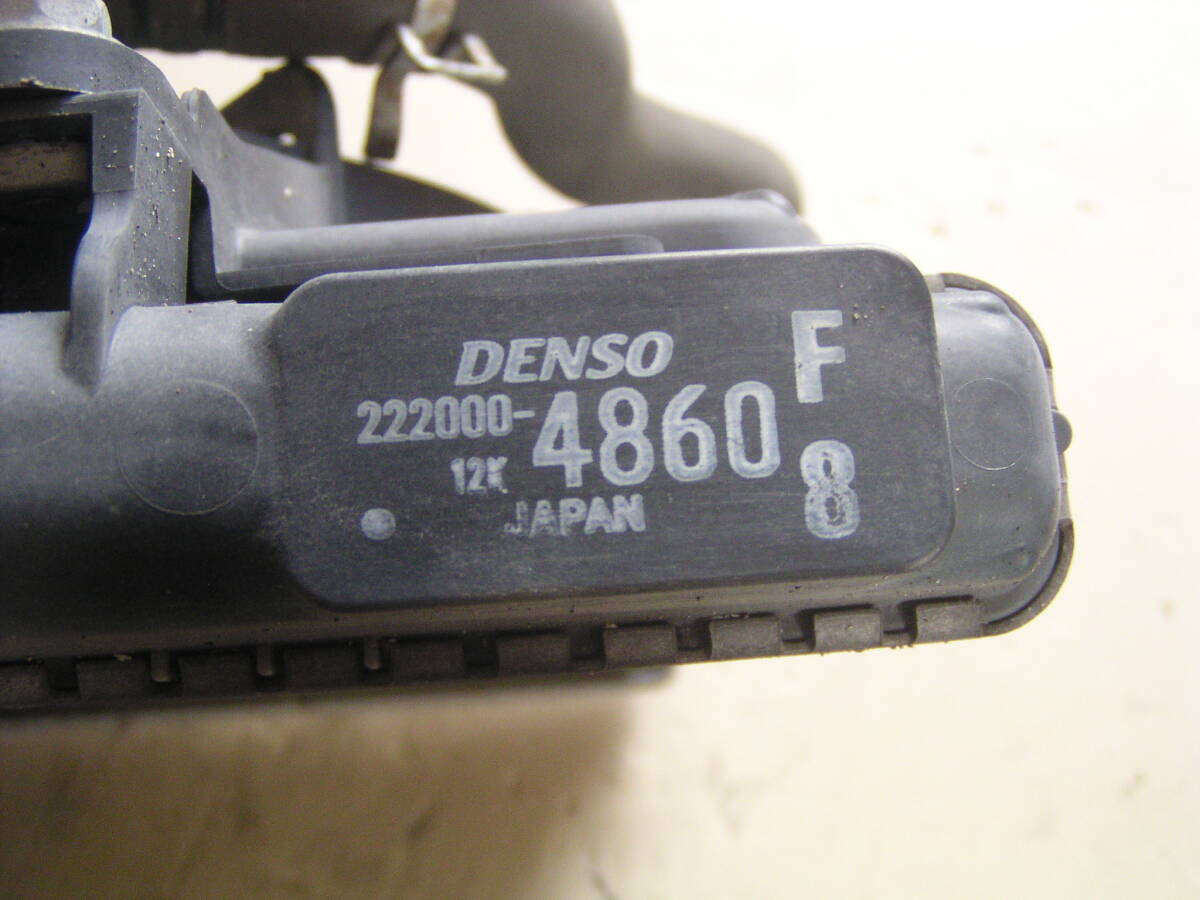 DENSO
222000-4860
12K
JAPAN
F
8